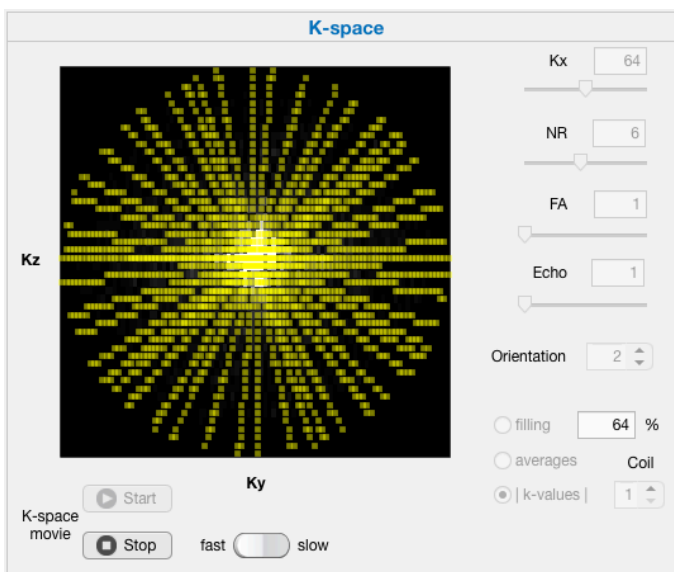 K-space
Kx 64
NR 6
FA 1
Kz
Echo 1
Orientation 2
filling 64 %
averages Coil
| k-values | 1
Ky
Start
K-space
movie
Stop fast slow